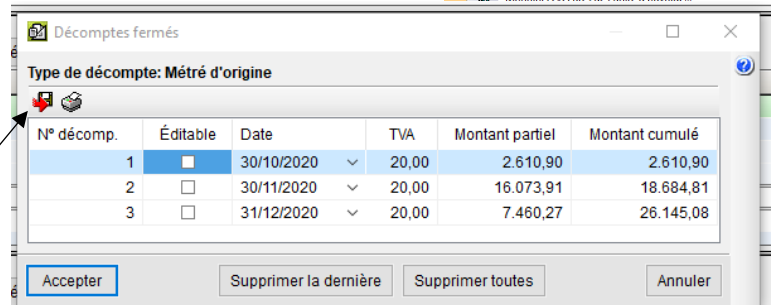 Décomptes fermés
Type de décompte: Métré d'origine
Nº décomp. Éditable Date TVA Montant partiel Montant cumulé
1 30/10/2020 20,00 2.610,90 2.610,90
2 30/11/2020 20,00 16.073,91 18.684,81
3 31/12/2020 20,00 7.460,27 26.145,08
Accepter Supprimer la dernière Supprimer toutes Annuler